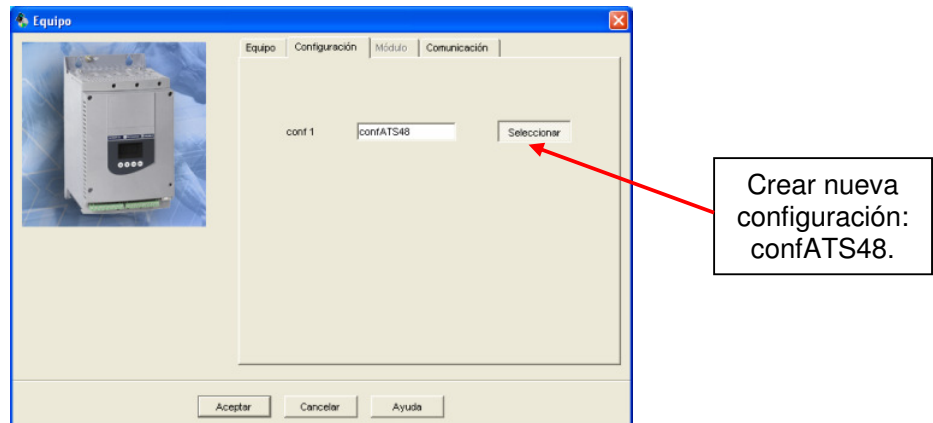 Equipo
Equipo Configuración Módulo Comunicación
conf 1 confATS48 Seleccionar
Crear nueva
configuración:
confATS48.
Aceptar Cancelar Ayuda